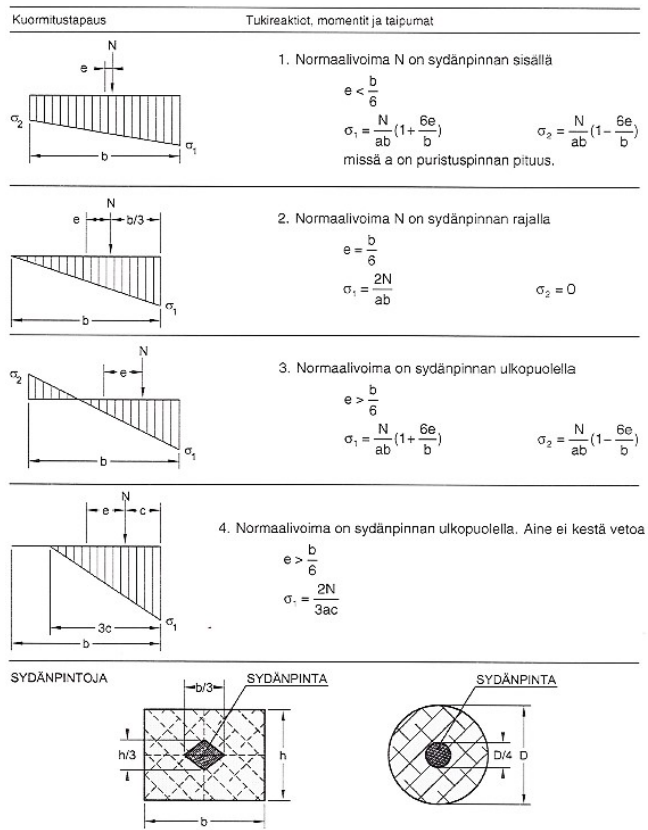 Kuormitustapaus Tukireaktiot, momentit ja taipumat
N
e
σ₂
σ₁
b
1. Normaalivoima N on sydänpinnan sisällä
e < b/6
σ₁ = N/ab (1 + 6e/b) σ₂ = N/ab (1 − 6e/b)
missä a on puristuspinnan pituus.
N
e b/3
σ₁
b
2. Normaalivoima N on sydänpinnan rajalla
e = b/6
σ₁ = 2N/ab σ₂ = 0
N
e
σ₂
σ₁
b
3. Normaalivoima on sydänpinnan ulkopuolella
e > b/6
σ₁ = N/ab (1 + 6e/b) σ₂ = N/ab (1 − 6e/b)
N
e c
σ₁
3c
b
4. Normaalivoima on sydänpinnan ulkopuolella. Aine ei kestä vetoa
e > b/6
σ₁ = 2N/3ac
SYDÄNPINTOJA
b/3 SYDÄNPINTA
h/3 h
b
SYDÄNPINTA
D/4 D